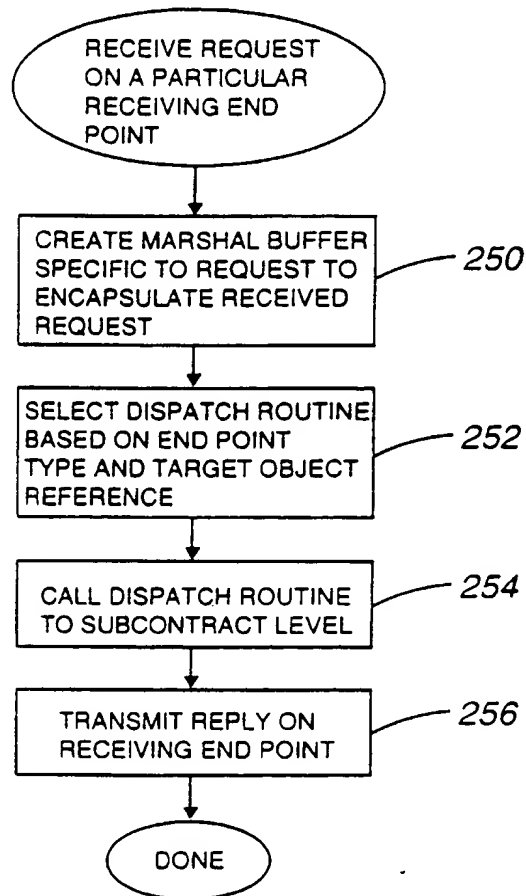 RECEIVE REQUEST
ON A PARTICULAR
RECEIVING END
POINT
CREATE MARSHAL BUFFER
SPECIFIC TO REQUEST TO
ENCAPSULATE RECEIVED
REQUEST
250
SELECT DISPATCH ROUTINE
BASED ON END POINT
TYPE AND TARGET OBJECT
REFERENCE
252
CALL DISPATCH ROUTINE
TO SUBCONTRACT LEVEL
254
TRANSMIT REPLY ON
RECEIVING END POINT
256
DONE